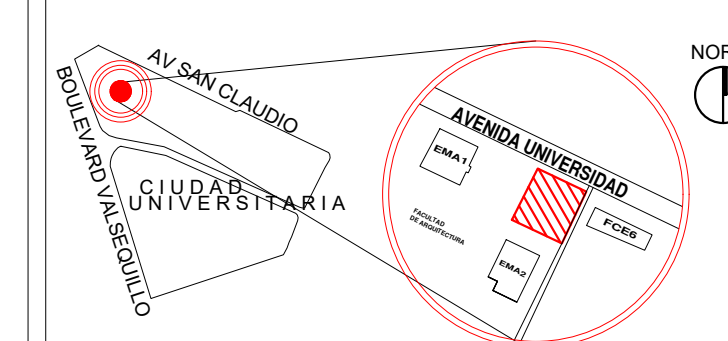 AV SAN CLAUDIO
BOULEVARD VALSEQUILLO
CIUDAD
UNIVERSITARIA
AVENIDA UNIVERSIDAD
EMA1
FACULTAD
DE ARQUITECTURA
EMA2
FCE6
NOR